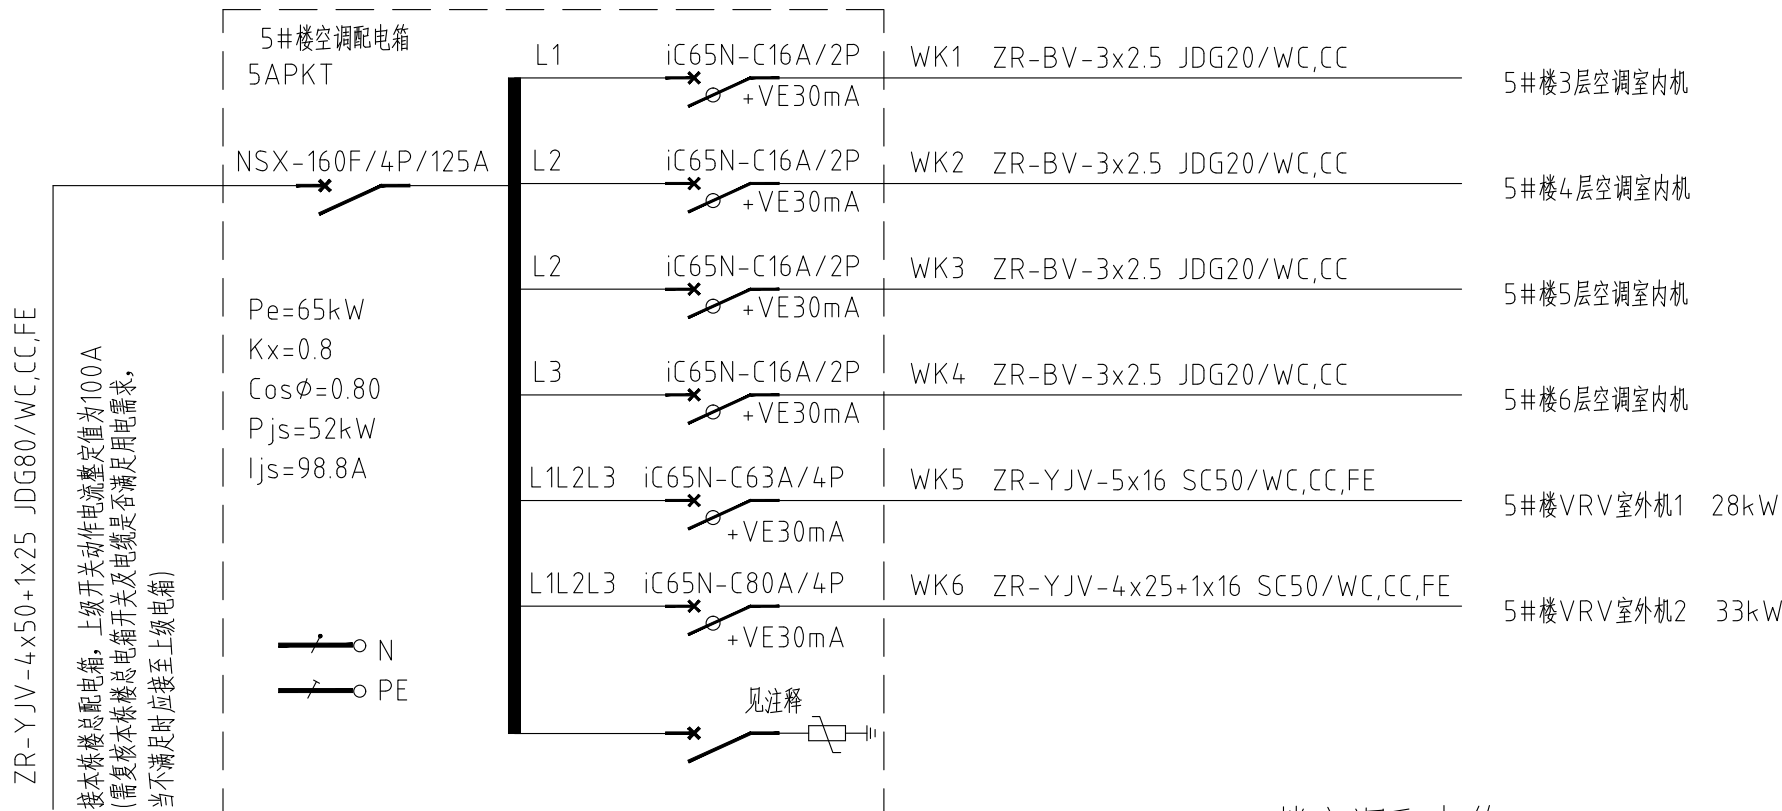 5#楼空调配电箱
5APKT
NSX-160F/4P/125A
Pe=65kW
Kx=0.8
CosΦ=0.80
Pjs=52kW
Ijs=98.8A
N
PE
ZR-YJV-4x50+1x25 JDG80/WC,CC,FE
接本栋楼总配电箱，上级开关动作电流整定值为100A
(需复核本栋楼总电箱开关及电缆是否满足用电需求，
当不满足时应接至上级电箱)
L1 iC65N-C16A/2P WK1 ZR-BV-3x2.5 JDG20/WC,CC
+VE30mA
5#楼3层空调室内机
L2 iC65N-C16A/2P WK2 ZR-BV-3x2.5 JDG20/WC,CC
+VE30mA
5#楼4层空调室内机
L2 iC65N-C16A/2P WK3 ZR-BV-3x2.5 JDG20/WC,CC
+VE30mA
5#楼5层空调室内机
L3 iC65N-C16A/2P WK4 ZR-BV-3x2.5 JDG20/WC,CC
+VE30mA
5#楼6层空调室内机
L1L2L3 iC65N-C63A/4P WK5 ZR-YJV-5x16 SC50/WC,CC,FE
+VE30mA
5#楼VRV室外机1 28kW
L1L2L3 iC65N-C80A/4P WK6 ZR-YJV-4x25+1x16 SC50/WC,CC,FE
+VE30mA
5#楼VRV室外机2 33kW
见注释